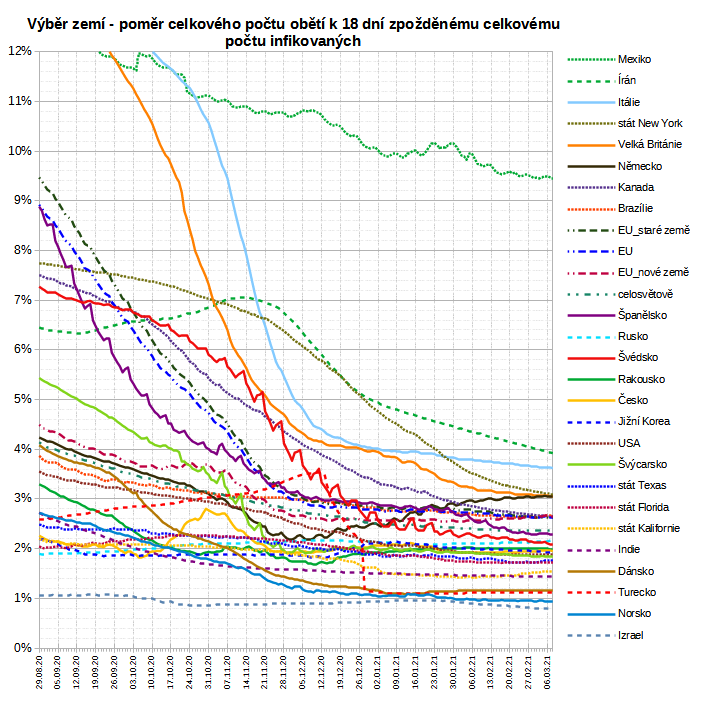 Výběr zemí - poměr celkového počtu obětí k 18 dní zpožděnému celkovému
počtu infikovaných
12%
11%
10%
9%
8%
7%
6%
5%
4%
3%
2%
1%
0%
29.08.20
05.09.20
12.09.20
19.09.20
26.09.20
03.10.20
10.10.20
17.10.20
24.10.20
31.10.20
07.11.20
14.11.20
21.11.20
28.11.20
05.12.20
12.12.20
19.12.20
26.12.20
02.01.21
09.01.21
16.01.21
23.01.21
30.01.21
06.02.21
13.02.21
20.02.21
27.02.21
06.03.21
Mexiko
Írán
Itálie
stát New York
Velká Británie
Německo
Kanada
Brazílie
EU_staré země
EU
EU_nové země
celosvětově
Španělsko
Rusko
Švédsko
Rakousko
Česko
Jižní Korea
USA
Švýcarsko
stát Texas
stát Florida
stát Kalifornie
Indie
Dánsko
Turecko
Norsko
Izrael